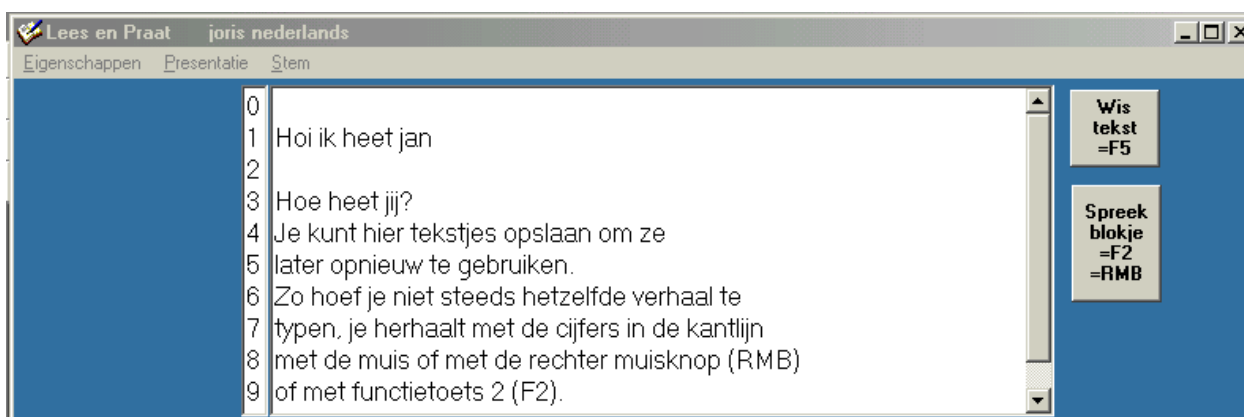 Lees en Praat joris nederlands
Eigenschappen Presentatie Stem
0
1 Hoi ik heet jan
2
3 Hoe heet jij?
4 Je kunt hier tekstjes opslaan om ze
5 later opnieuw te gebruiken.
6 Zo hoef je niet steeds hetzelfde verhaal te
7 typen, je herhaalt met de cijfers in de kantlijn
8 met de muis of met de rechter muisknop (RMB)
9 of met functietoets 2 (F2).
Wis
tekst
=F5
Spreek
blokje
=F2
=RMB